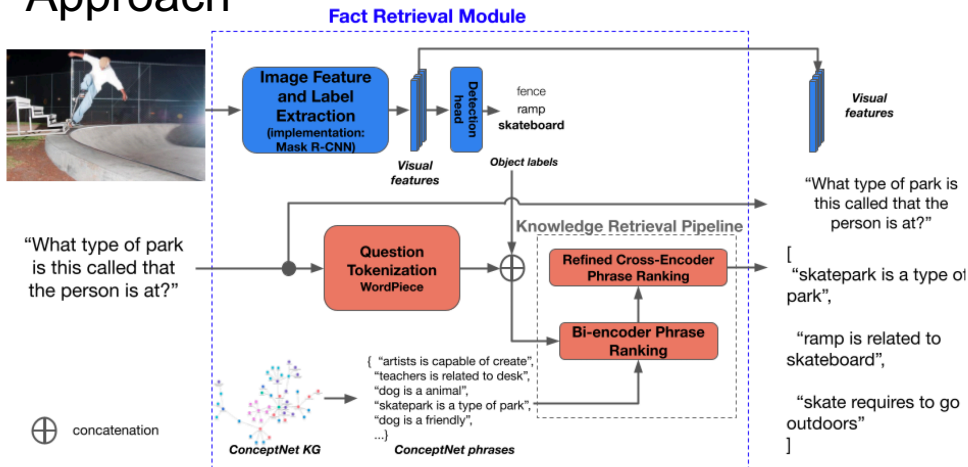 Approach
Fact Retrieval Module
Image Feature
and Label
Extraction
(implementation:
Mask R-CNN)
Visual
features
Detection
head
fence
ramp
skateboard
Object labels
Visual
features
"What type of park
is this called that the
person is at?"
"What type of park
is this called that
the person is at?"
Question
Tokenization
WordPiece
Knowledge Retrieval Pipeline
Refined Cross-Encoder
Phrase Ranking
Bi-encoder Phrase
Ranking
[
"skatepark is a type of
park",
"ramp is related to
skateboard",
"skate requires to go
outdoors"
]
{ "artists is capable of create",
"teachers is related to desk",
"dog is a animal",
"skatepark is a type of park",
"dog is a friendly",
...}
ConceptNet KG
ConceptNet phrases
concatenation